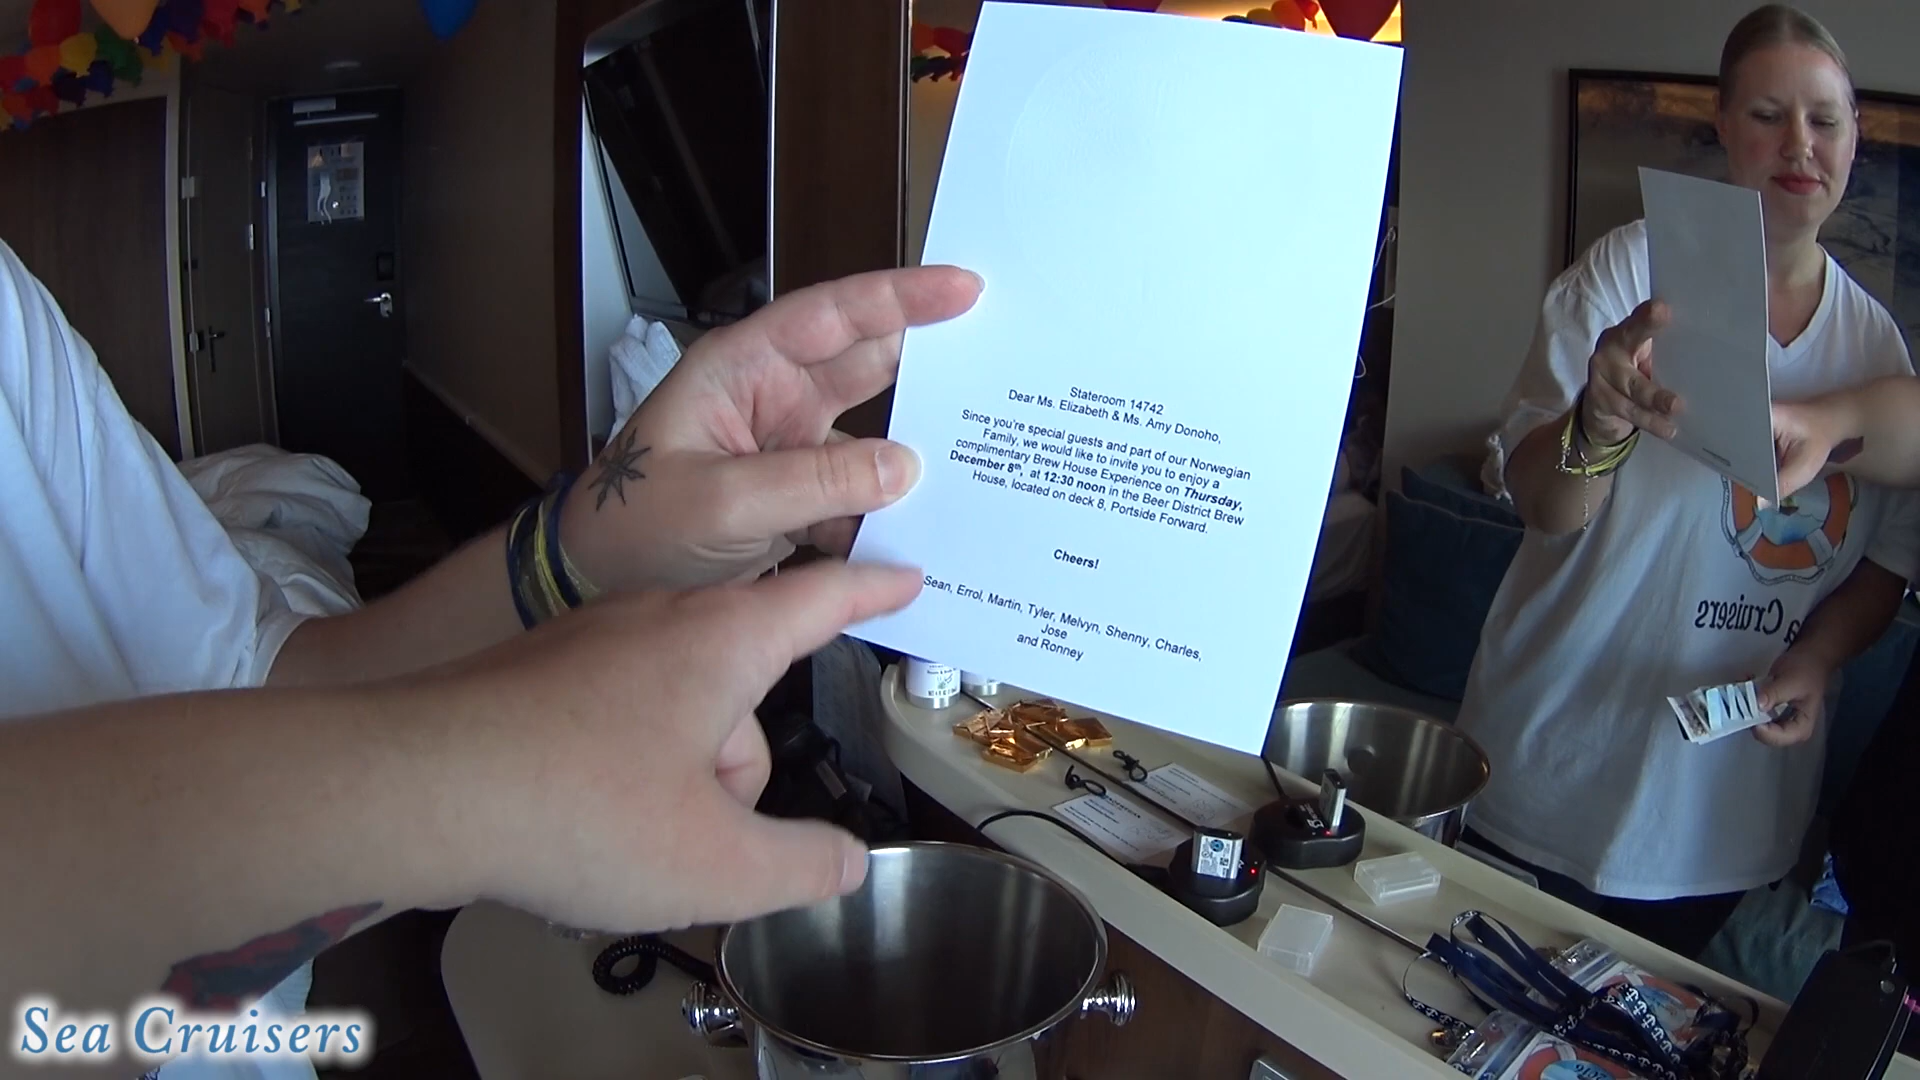 Stateroom 14742
Dear Ms. Elizabeth & Ms. Amy Donoho,
Since you're special guests and part of our Norwegian
Family, we would like to invite you to enjoy a
complimentary Brew House Experience on Thursday,
December 8th, at 12:30 noon in the Beer District Brew
House, located on deck 8, Portside Forward.
Cheers!
Sean, Errol, Martin, Tyler, Melvyn, Shenny, Charles,
Jose
and Ronney
Cruisers
Sea Cruisers